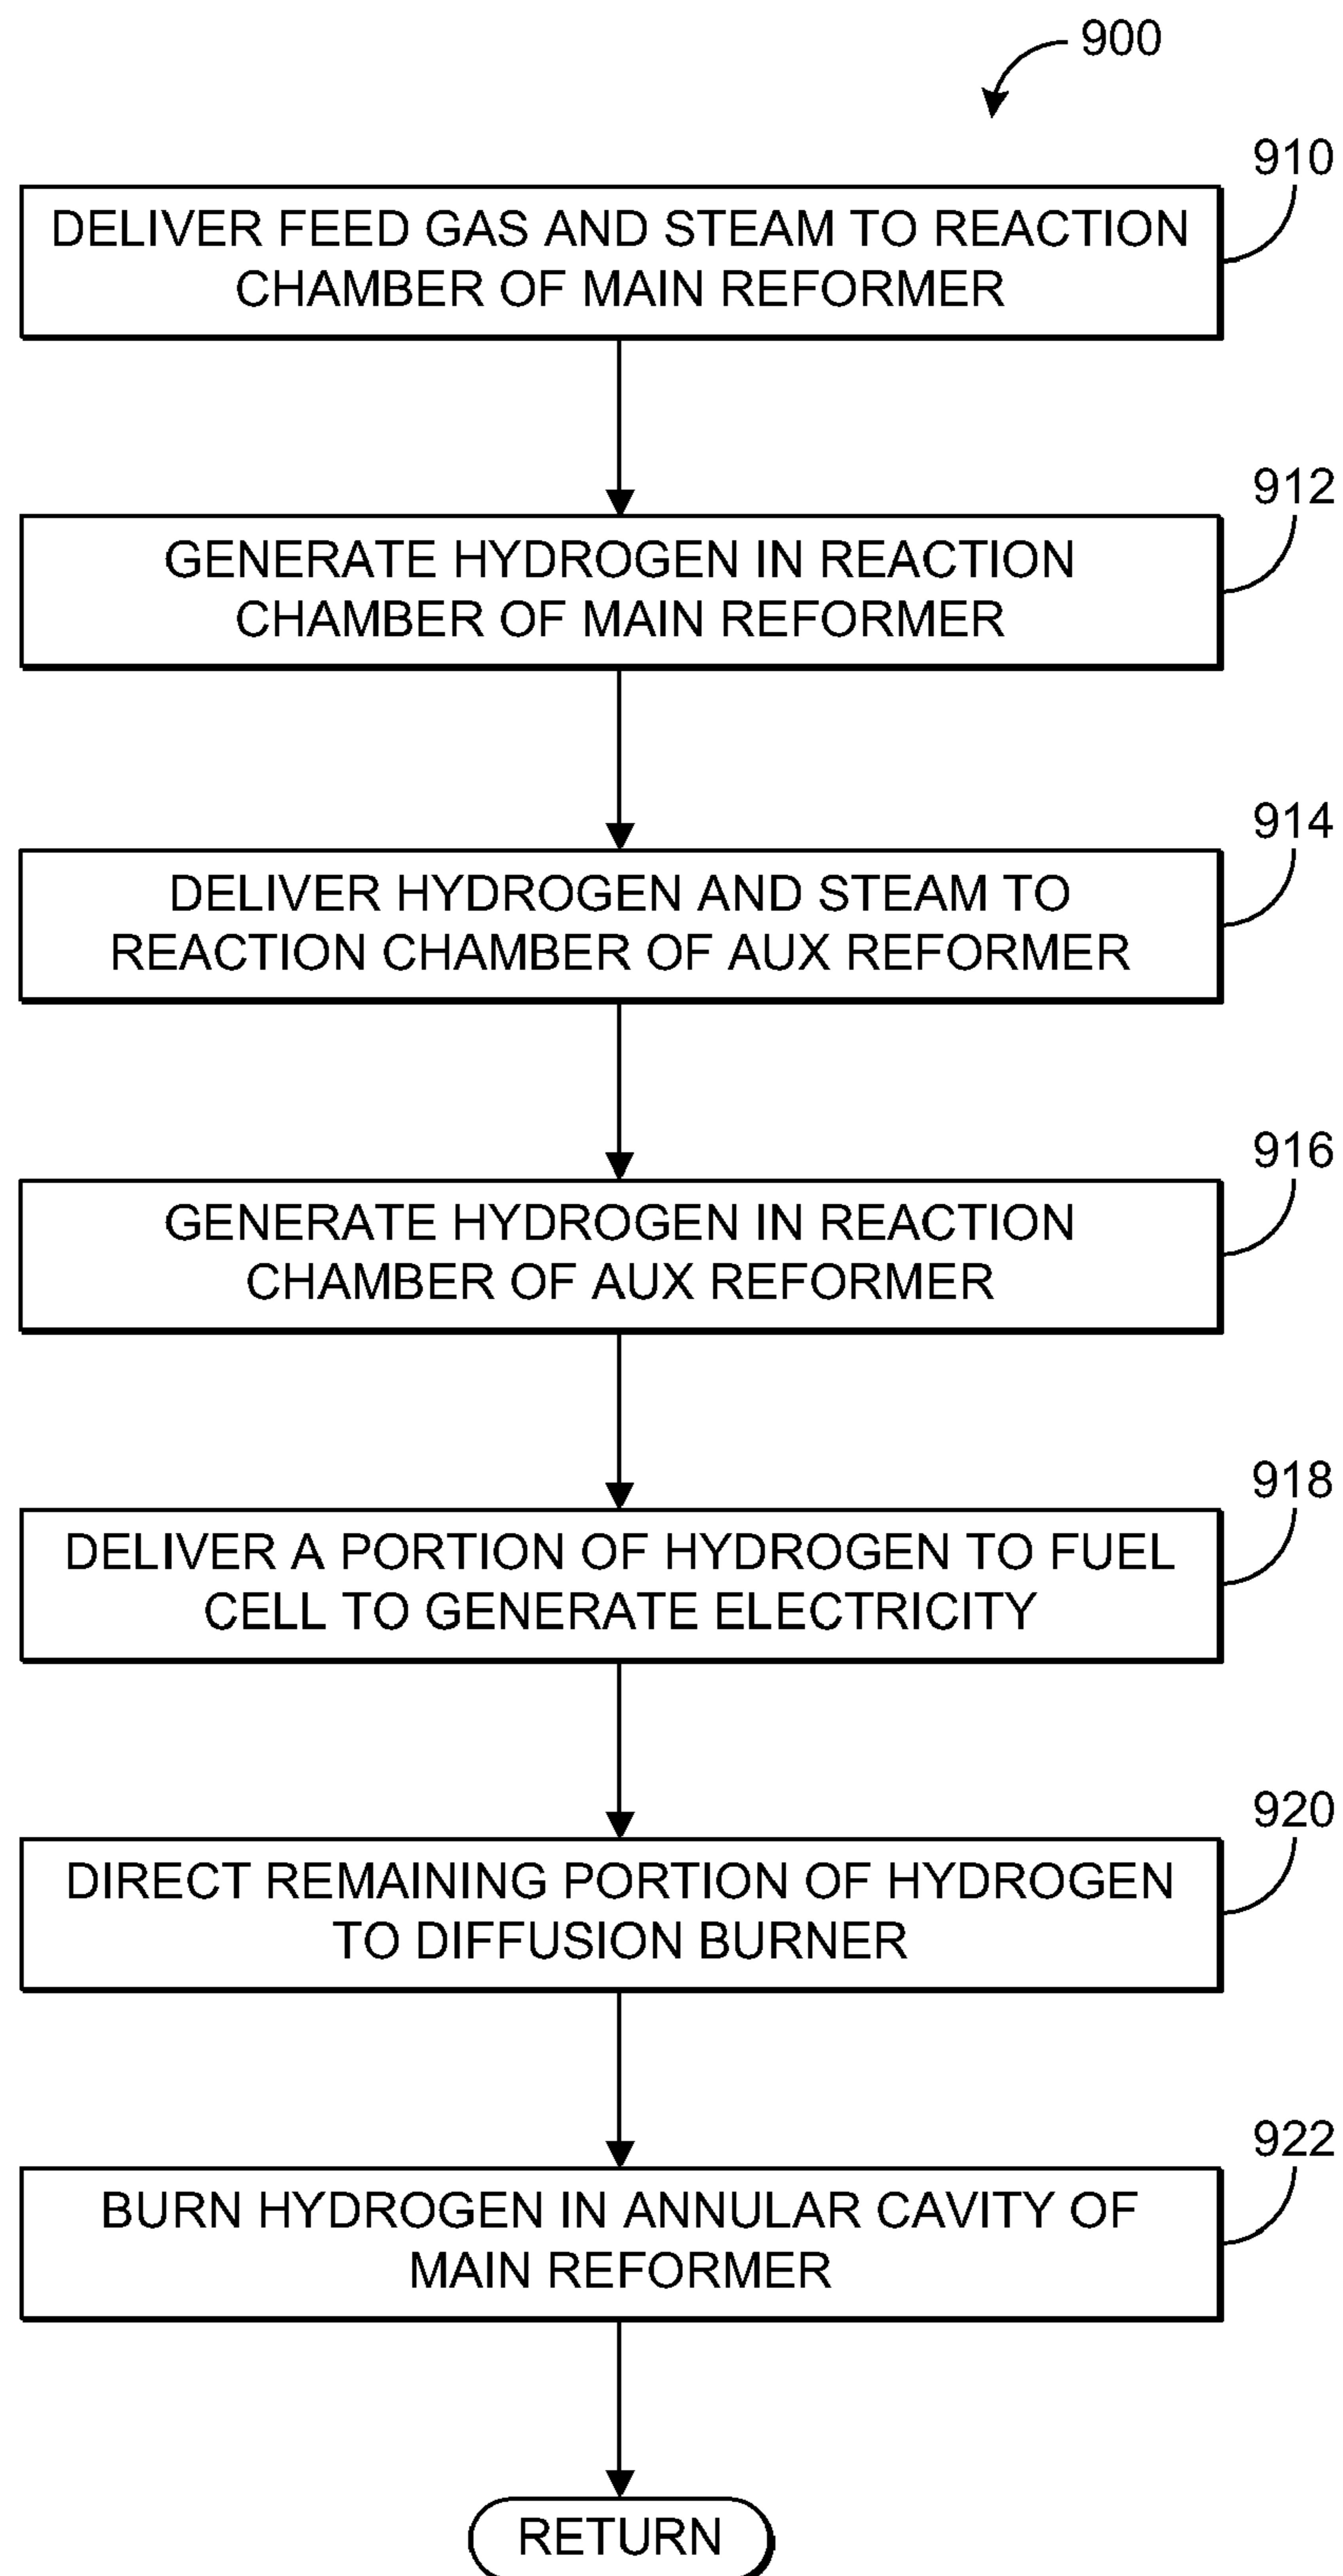 900
910
DELIVER FEED GAS AND STEAM TO REACTION
CHAMBER OF MAIN REFORMER
912
GENERATE HYDROGEN IN REACTION
CHAMBER OF MAIN REFORMER
914
DELIVER HYDROGEN AND STEAM TO
REACTION CHAMBER OF AUX REFORMER
916
GENERATE HYDROGEN IN REACTION
CHAMBER OF AUX REFORMER
918
DELIVER A PORTION OF HYDROGEN TO FUEL
CELL TO GENERATE ELECTRICITY
920
DIRECT REMAINING PORTION OF HYDROGEN
TO DIFFUSION BURNER
922
BURN HYDROGEN IN ANNULAR CAVITY OF
MAIN REFORMER
RETURN